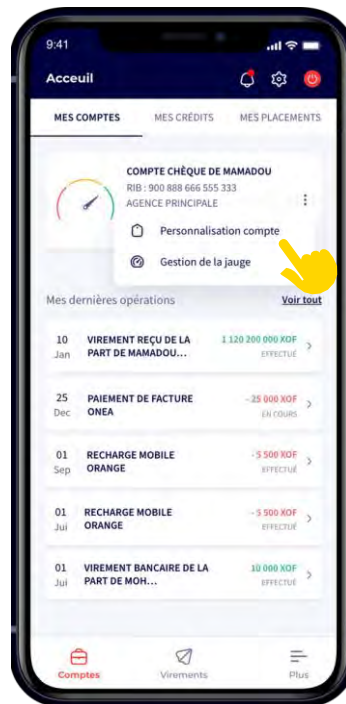 9:41
Acceuil
MES COMPTES MES CRÉDITS MES PLACEMENTS
COMPTE CHÈQUE DE MAMADOU
RIB : 900 888 666 555 333
AGENCE PRINCIPALE
Personnalisation compte
Gestion de la jauge
Mes dernières opérations Voir tout
10 VIREMENT REÇU DE LA 1 120 200 000 XOF
Jan PART DE MAMADOU... EFFECTUÉ
25 PAIEMENT DE FACTURE - 25 000 XOF
Dec ONEA EN COURS
01 RECHARGE MOBILE - 5 500 XOF
Sep ORANGE EFFECTUÉ
01 RECHARGE MOBILE - 5 500 XOF
Jui ORANGE EFFECTUÉ
01 VIREMENT BANCAIRE DE LA 10 000 XOF
Jui PART DE MOH... EFFECTUÉ
Comptes Virements Plus